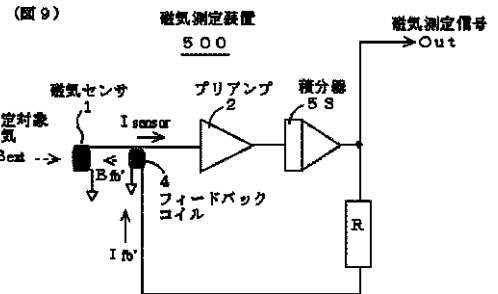 (図9)
磁気測定装置
500
磁気測定信号
Out
磁気センサ
1
プリアンプ
2
積分器
53
定対象
気
Bext
Isensor
Bfb'
4
フィードバック
コイル
Ifb'
R